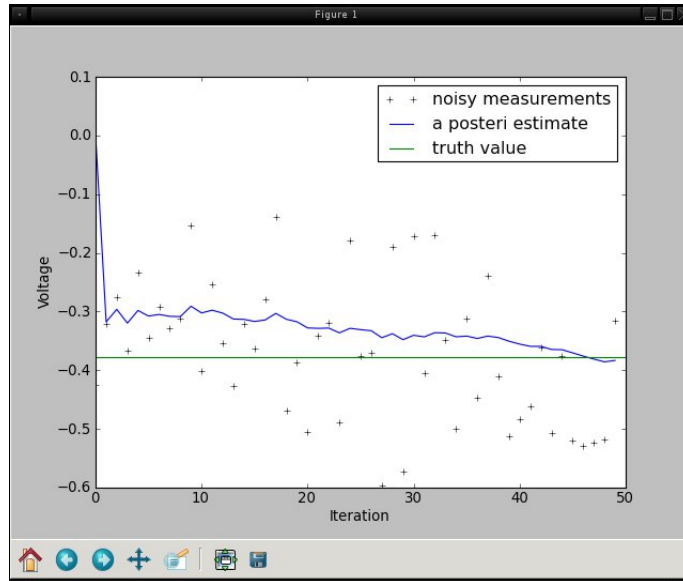 Figure 1
0.1
0.0
−0.1
−0.2
−0.3
−0.4
−0.5
−0.6
Voltage
noisy measurements
a posteri estimate
truth value
0
10
20
30
40
50
Iteration